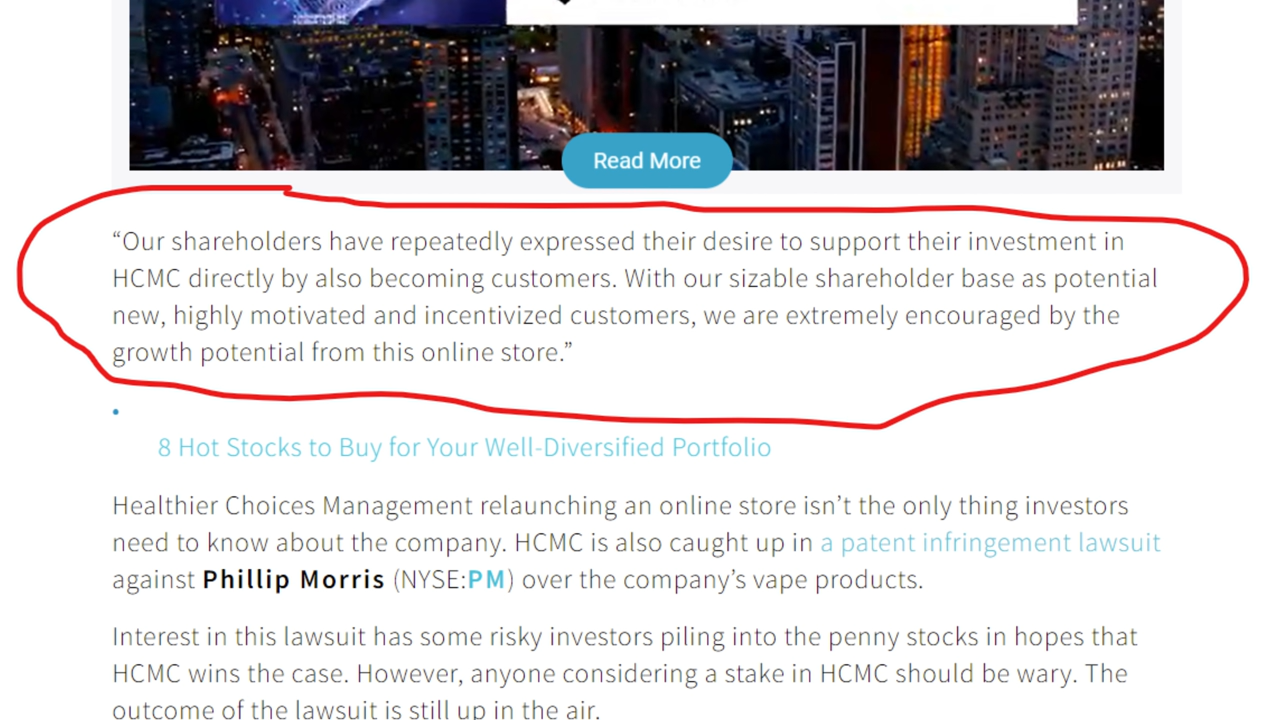 Read More
“Our shareholders have repeatedly expressed their desire to support their investment in
HCMC directly by also becoming customers. With our sizable shareholder base as potential
new, highly motivated and incentivized customers, we are extremely encouraged by the
growth potential from this online store.”
8 Hot Stocks to Buy for Your Well-Diversified Portfolio
Healthier Choices Management relaunching an online store isn’t the only thing investors
need to know about the company. HCMC is also caught up in a patent infringement lawsuit
against Phillip Morris (NYSE:PM) over the company’s vape products.
Interest in this lawsuit has some risky investors piling into the penny stocks in hopes that
HCMC wins the case. However, anyone considering a stake in HCMC should be wary. The
outcome of the lawsuit is still up in the air.